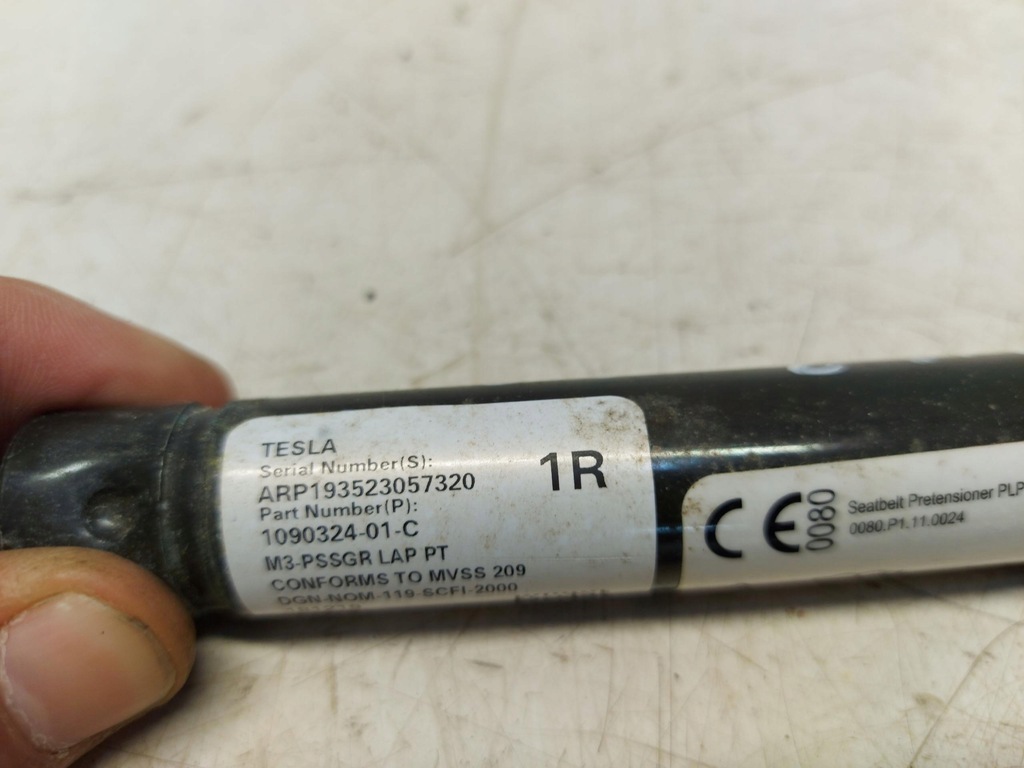 TESLA
Serial Number(S):
ARP193523057320
1R
Part Number(P):
1090324-01-C
M3-PSSGR LAP PT
CONFORMS TO MVSS 209
DGN-NOM-119-SCFI-2000
CE
0080
Seatbelt Pretensioner PLP
0080.P1.11.0024